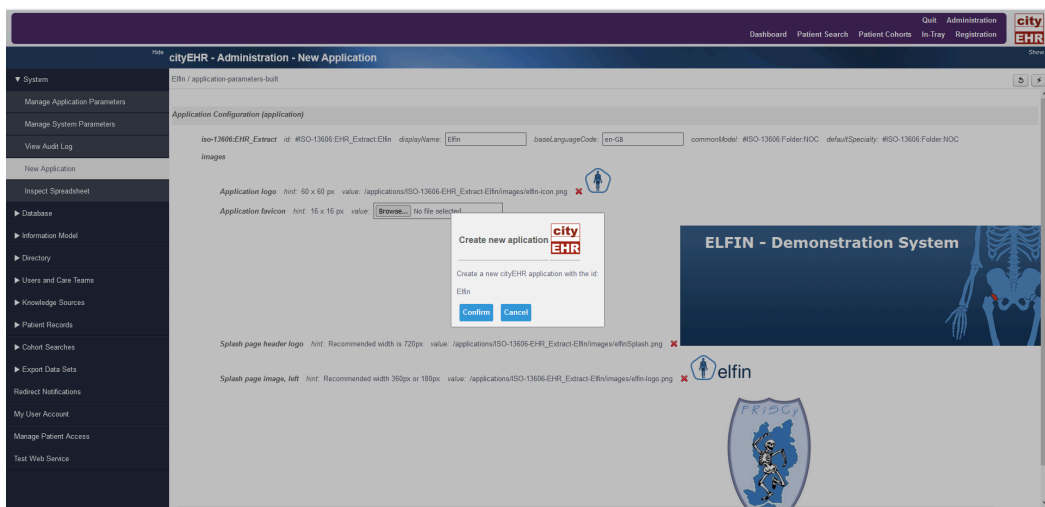 Quit Administration
Dashboard Patient Search Patient Cohorts In-Tray Registration
city
EHR
Hide
cityEHR - Administration - New Application
Show
▼ System
Manage Application Parameters
Manage System Parameters
View Audit Log
New Application
Inspect Spreadsheet
▶ Database
▶ Information Model
▶ Directory
▶ Users and Care Teams
▶ Knowledge Sources
▶ Patient Records
▶ Cohort Searches
▶ Export Data Sets
Redirect Notifications
My User Account
Manage Patient Access
Test Web Service
Elfin / application-parameters-built
Application Configuration (application)
iso-13606:EHR_Extract id: #ISO-13606:EHR_Extract:Elfin displayName: Elfin baseLanguageCode: en-GB commonModel: #ISO-13606:Folder:NOC defaultSpecialty: #ISO-13606:Folder:NOC
images
Application logo hint: 60 x 60 px value: /applications/ISO-13606-EHR_Extract-Elfin/images/elfin-icon.png
Application favicon hint: 16 x 16 px value: Browse... No file selected.
Create new aplication
city
EHR
Create a new cityEHR application with the id:
Elfin
Confirm Cancel
ELFIN - Demonstration System
Splash page header logo hint: Recommended width is 720px value: /applications/ISO-13606-EHR_Extract-Elfin/images/elfinSplash.png
Splash page image, left hint: Recommended width 360px or 180px value: /applications/ISO-13606-EHR_Extract-Elfin/images/elfin-logo.png
elfin
FRiSCy